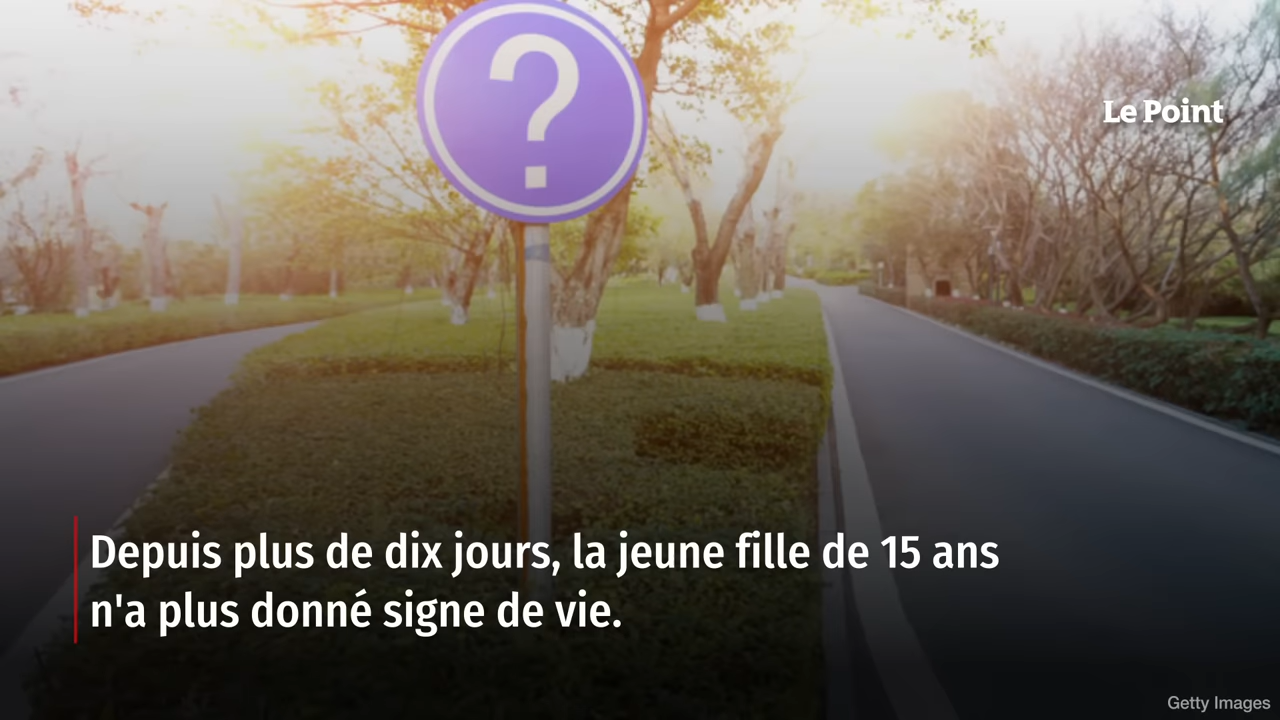 ?
Le Point
Depuis plus de dix jours, la jeune fille de 15 ans
n'a plus donné signe de vie.
Getty Images